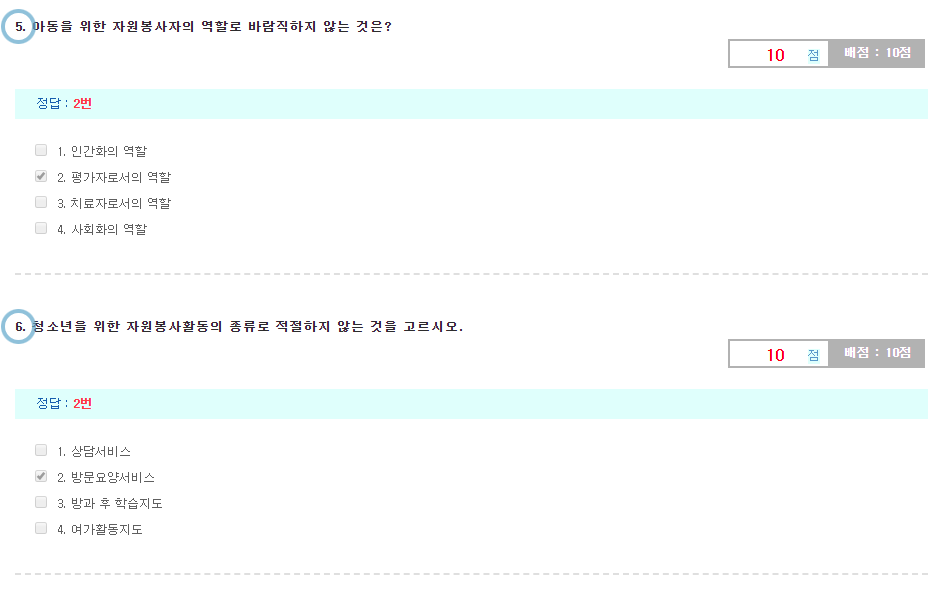 5. 아동을 위한 자원봉사자의 역할로 바람직하지 않는 것은?
10 점 배점 : 10점
정답 : 2번
1. 인간화의 역할
2. 평가자로서의 역할
3. 치료자로서의 역할
4. 사회화의 역할
6. 청소년을 위한 자원봉사활동의 종류로 적절하지 않는 것을 고르시오.
10 점 배점 : 10점
정답 : 2번
1. 상담서비스
2. 방문요양서비스
3. 방과 후 학습지도
4. 여가활동지도